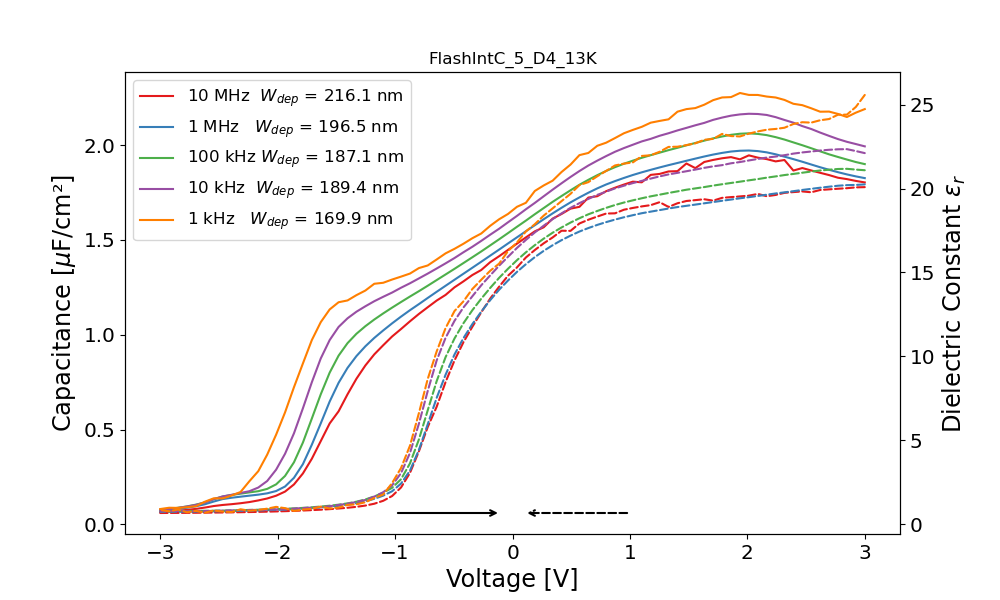 FlashIntC_5_D4_13K
10 MHz W_dep = 216.1 nm
1 MHz W_dep = 196.5 nm
100 kHz W_dep = 187.1 nm
10 kHz W_dep = 189.4 nm
1 kHz W_dep = 169.9 nm
Capacitance [μF/cm²]
2.0
1.5
1.0
0.5
0.0
25
20
15
10
5
0
Dielectric Constant ε_r
−3 −2 −1 0 1 2 3
Voltage [V]